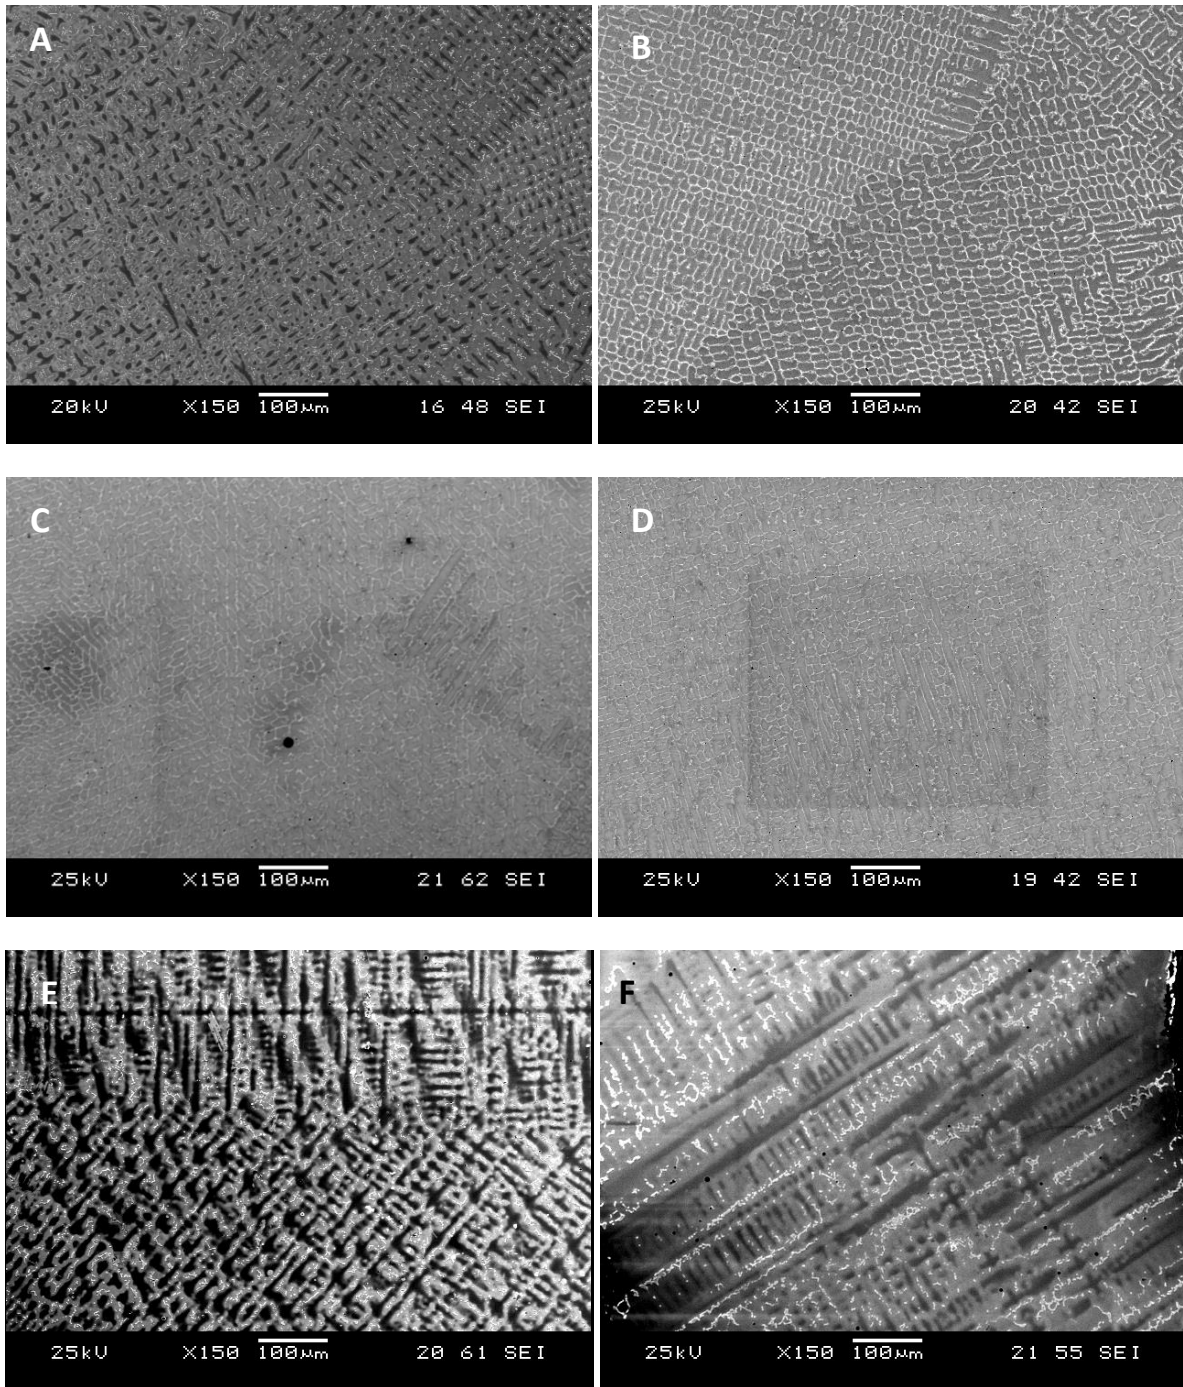 A
B
20kV X150 100μm 16 48 SEI
25kV X150 100μm 20 42 SEI
C
D
25kV X150 100μm 21 62 SEI
25kV X150 100μm 19 42 SEI
E
F
25kV X150 100μm 20 61 SEI
25kV X150 100μm 21 55 SEI